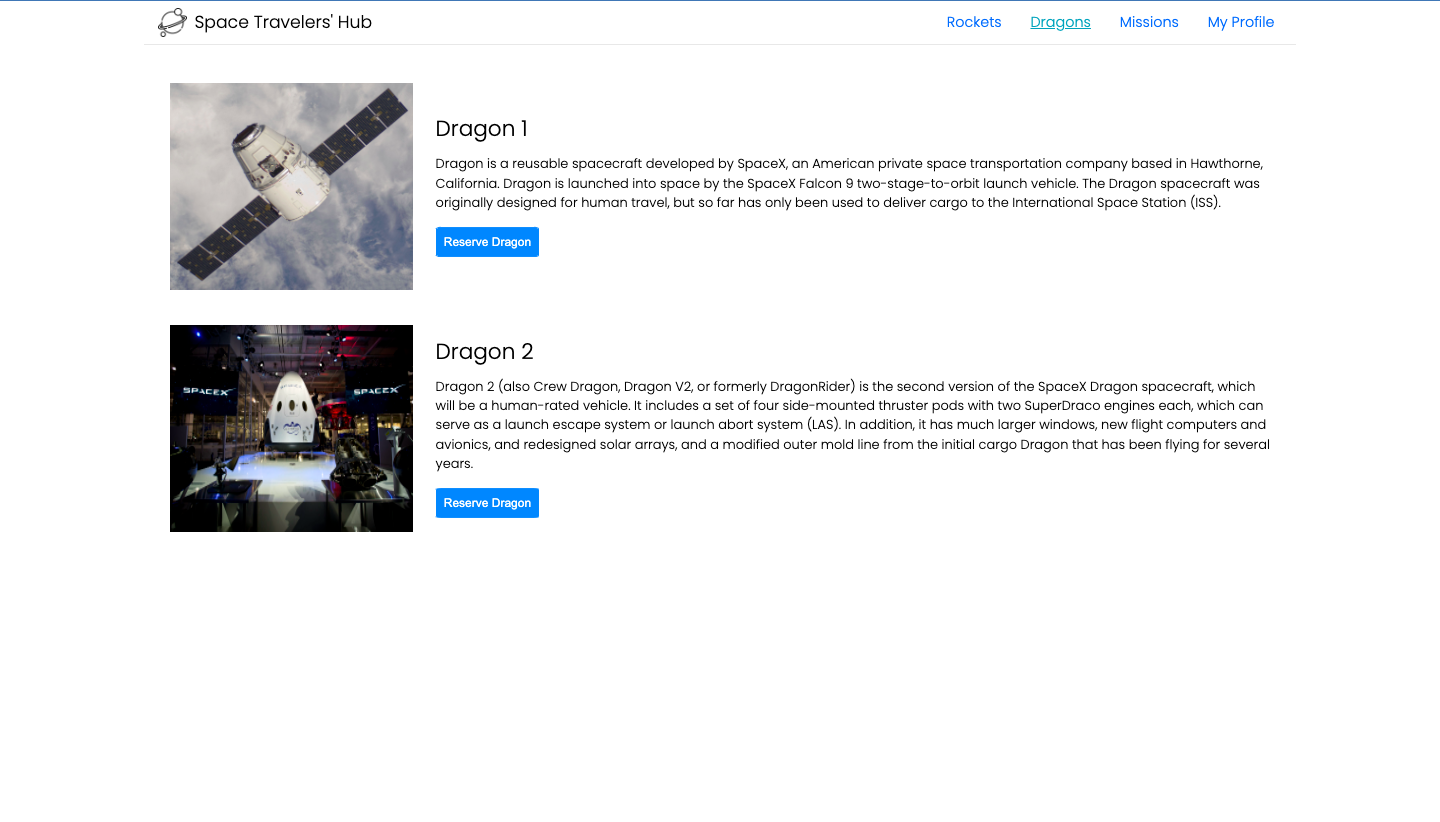 Space Travelers' Hub
Rockets
Dragons
Missions
My Profile
Dragon 1
Dragon is a reusable spacecraft developed by SpaceX, an American private space transportation company based in Hawthorne,
California. Dragon is launched into space by the SpaceX Falcon 9 two-stage-to-orbit launch vehicle. The Dragon spacecraft was
originally designed for human travel, but so far has only been used to deliver cargo to the International Space Station (ISS).
Reserve Dragon
SPACEX
SPACEX
Dragon 2
Dragon 2 (also Crew Dragon, Dragon V2, or formerly DragonRider) is the second version of the SpaceX Dragon spacecraft, which
will be a human-rated vehicle. It includes a set of four side-mounted thruster pods with two SuperDraco engines each, which can
serve as a launch escape system or launch abort system (LAS). In addition, it has much larger windows, new flight computers and
avionics, and redesigned solar arrays, and a modified outer mold line from the initial cargo Dragon that has been flying for several
years.
Reserve Dragon